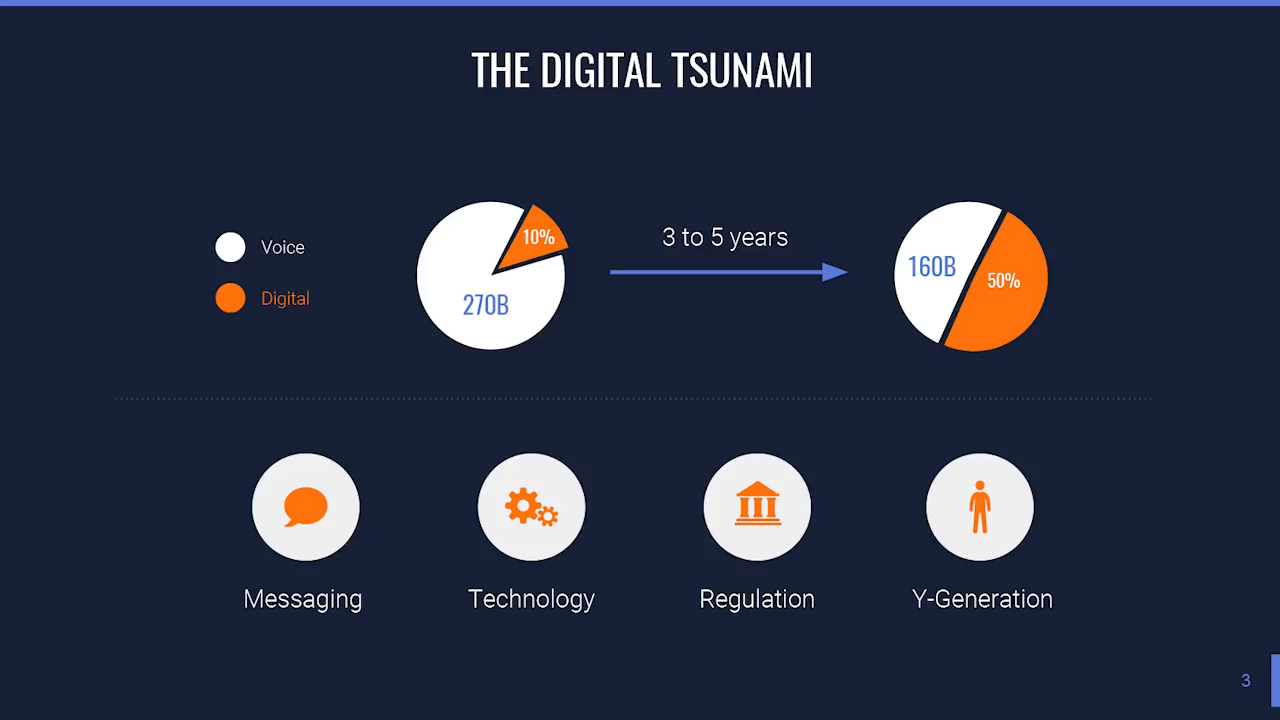 THE DIGITAL TSUNAMI
Voice
Digital
10%
270B
3 to 5 years
160B
50%
Messaging
Technology
Regulation
Y-Generation
3